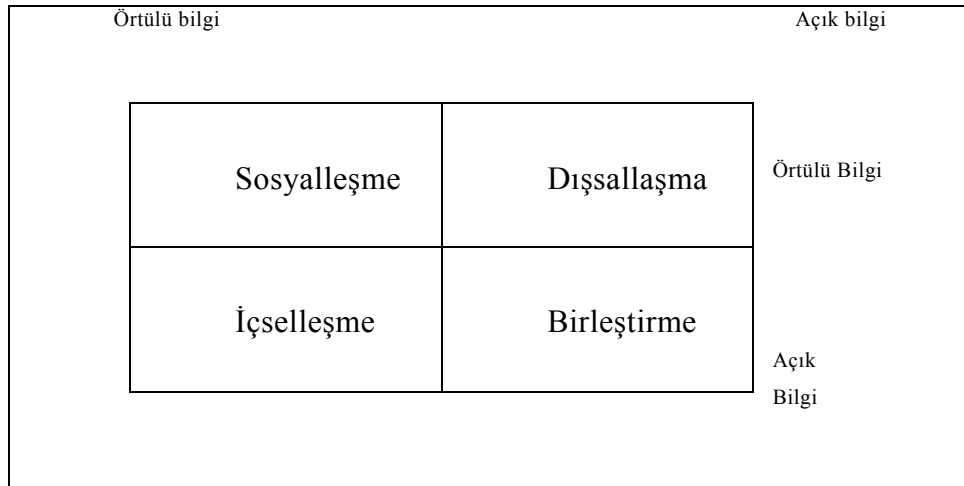 Örtülü bilgi
Açık bilgi
Sosyalleşme
Dışsallaşma
Örtülü Bilgi
İçselleşme
Birleştirme
Açık
Bilgi